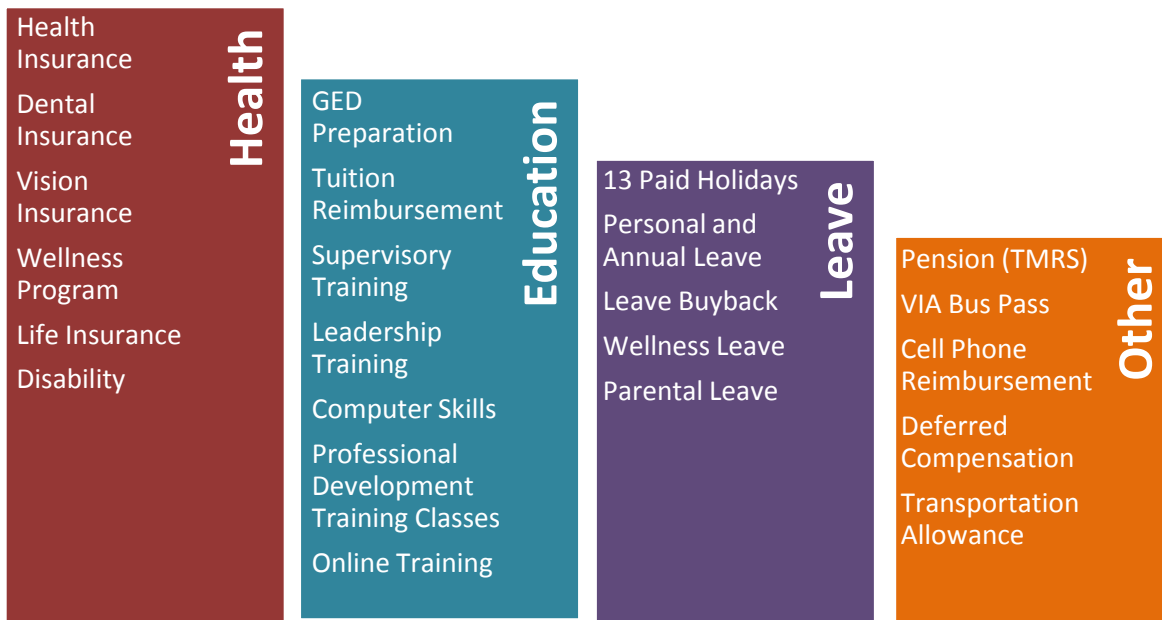 Health
Health
Insurance
Dental
Insurance
Vision
Insurance
Wellness
Program
Life Insurance
Disability
Education
GED
Preparation
Tuition
Reimbursement
Supervisory
Training
Leadership
Training
Computer Skills
Professional
Development
Training Classes
Online Training
Leave
13 Paid Holidays
Personal and
Annual Leave
Leave Buyback
Wellness Leave
Parental Leave
Other
Pension (TMRS)
VIA Bus Pass
Cell Phone
Reimbursement
Deferred
Compensation
Transportation
Allowance